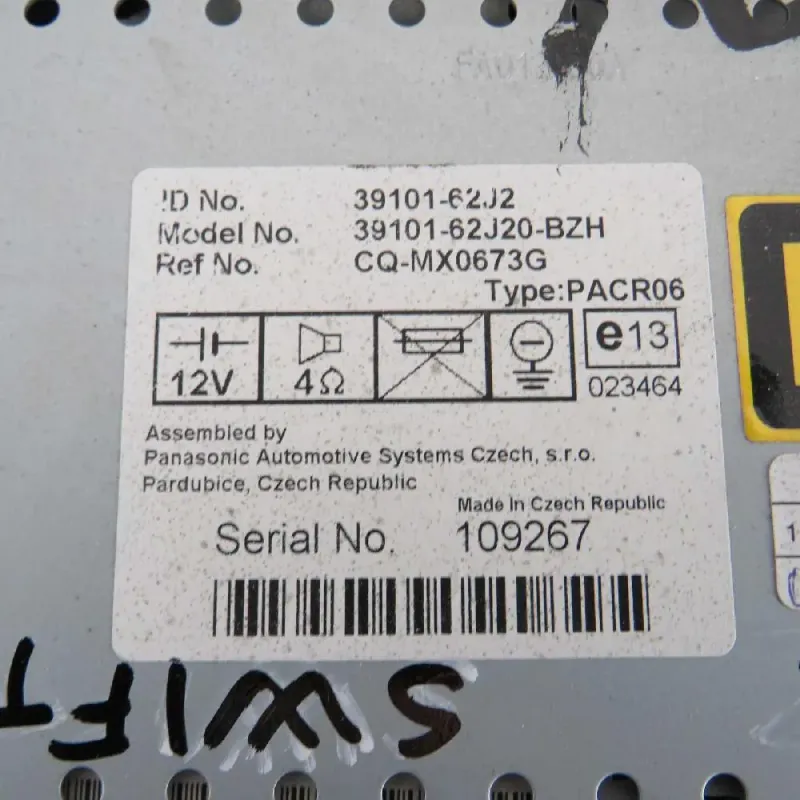 ID No. 39101-62J2
Model No. 39101-62J20-BZH
Ref No. CQ-MX0673G
Type:PACR06
12V 4Ω e13
023464
Assembled by
Panasonic Automotive Systems Czech, s.r.o.
Pardubice, Czech Republic
Made in Czech Republic
Serial No. 109267
SWIFT